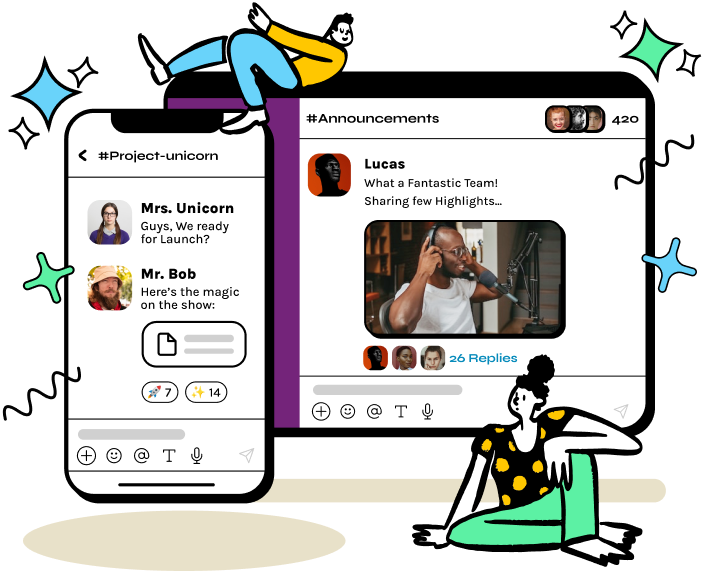 #Announcements
420
Lucas
What a Fantastic Team!
Sharing few Highlights...
26 Replies
#Project-unicorn
Mrs. Unicorn
Guys, We ready
for Launch?
Mr. Bob
Here's the magic
on the show:
7
14